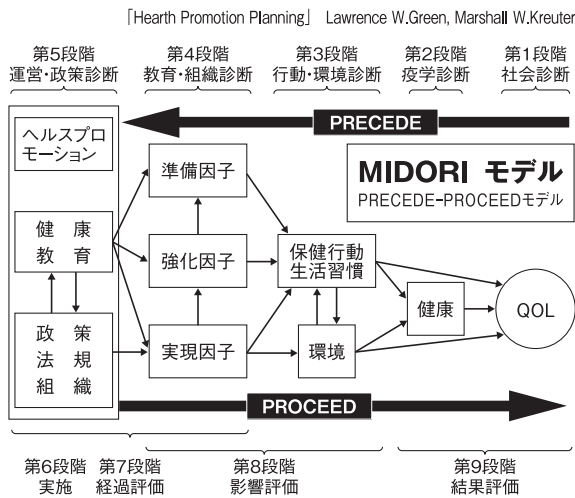 「Hearth Promotion Planning」 Lawrence W.Green, Marshall W.Kreuter
第5段階 第4段階 第3段階 第2段階 第1段階
運営・政策診断 教育・組織診断 行動・環境診断 疫学診断 社会診断
PRECEDE
ヘルスプロ
モーション
準備因子
MIDORI モデル
PRECEDE-PROCEEDモデル
健 康
教 育
強化因子
保健行動
生活習慣
健康
QOL
政 策
法 規
組 織
実現因子
環境
PROCEED
第6段階 第7段階 第8段階 第9段階
実施 経過評価 影響評価 結果評価